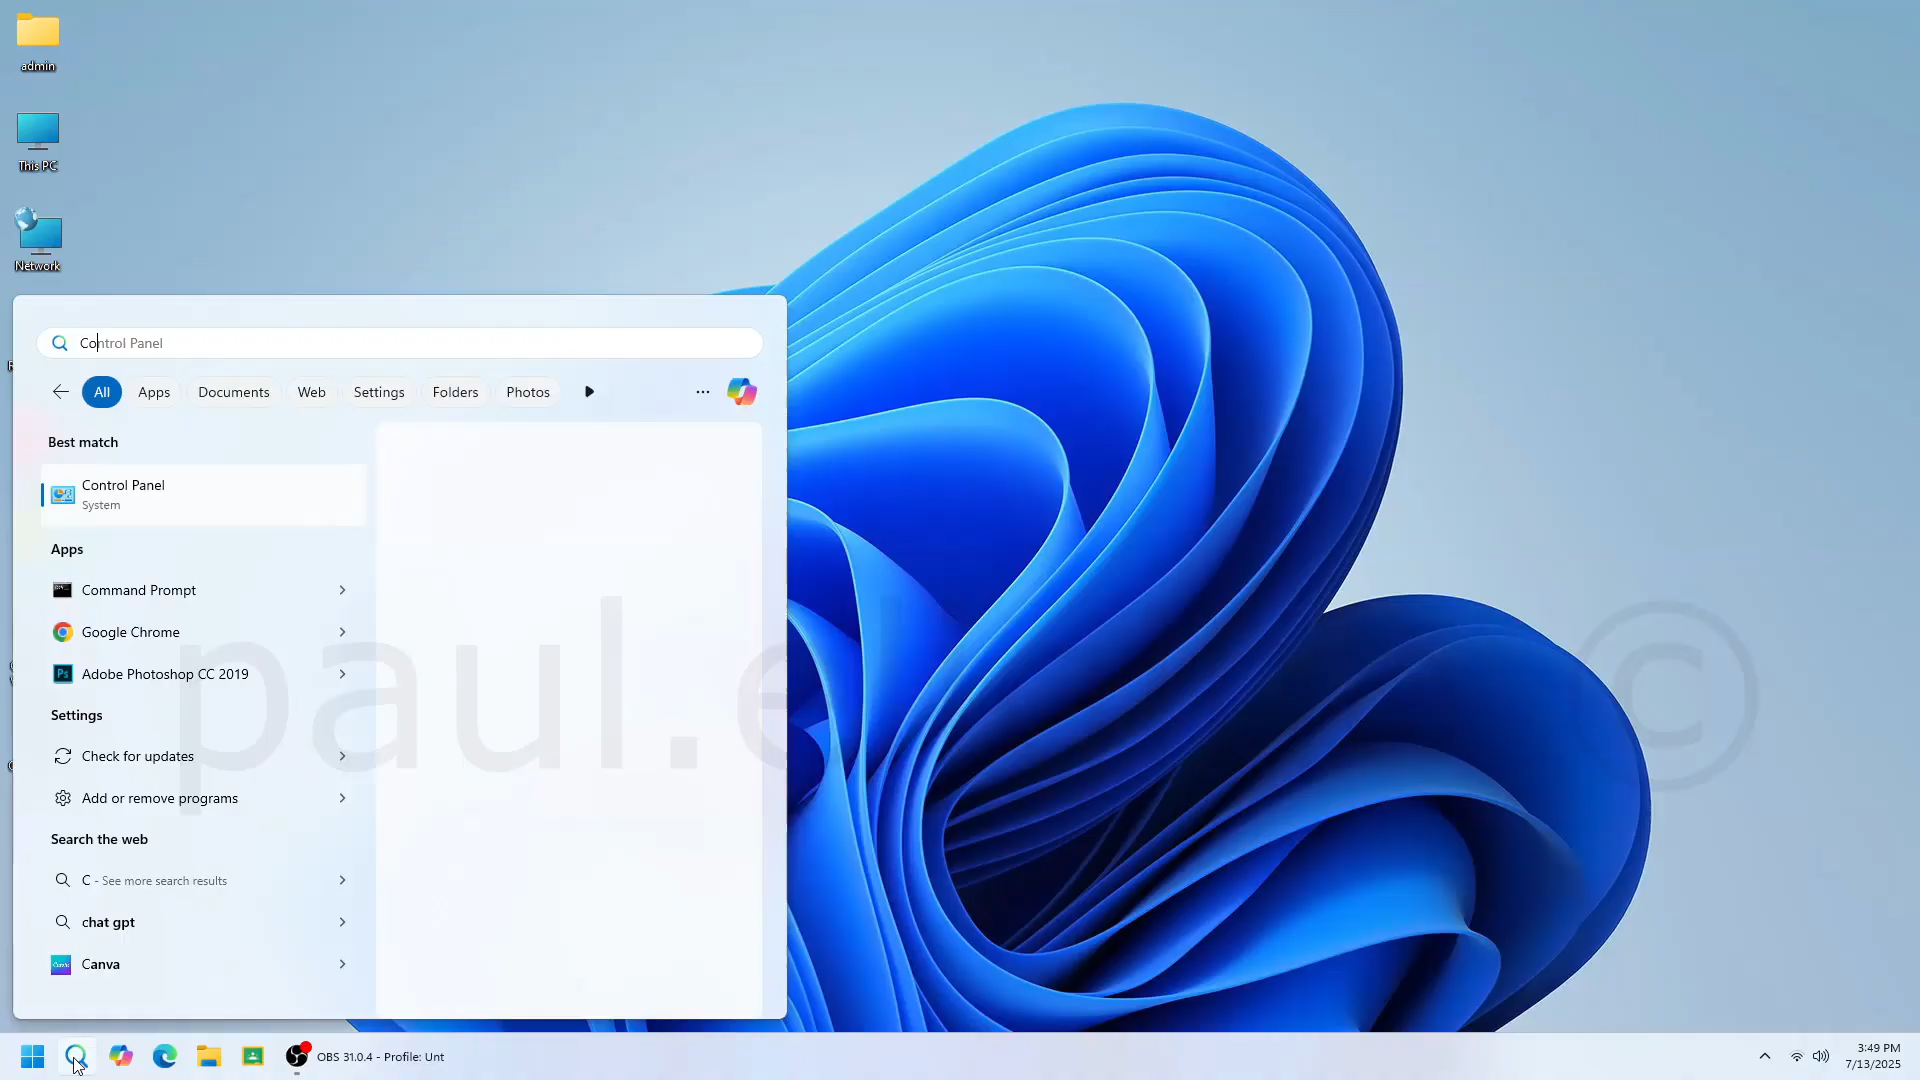 admin
This PC
Network
Control Panel
All
Apps
Documents
Web
Settings
Folders
Photos
Best match
Control Panel
System
Apps
Command Prompt
Google Chrome
Adobe Photoshop CC 2019
Settings
Check for updates
Add or remove programs
Search the web
C - See more search results
chat gpt
Canva
paul.e
©
OBS 31.0.4 - Profile: Unt
3:49 PM
7/13/2025